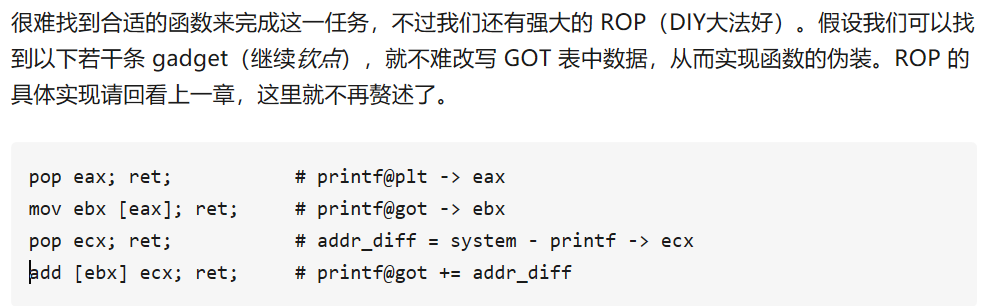 很难找到合适的函数来完成这一任务，不过我们还有强大的 ROP（DIY大法好）。假设我们可以找
到以下若干条 gadget（继续钦点），就不难改写 GOT 表中数据，从而实现函数的伪装。ROP 的
具体实现请回看上一章，这里就不再赘述了。
pop eax; ret;          # printf@plt -> eax
mov ebx [eax]; ret;    # printf@got -> ebx
pop ecx; ret;          # addr_diff = system - printf -> ecx
add [ebx] ecx; ret;    # printf@got += addr_diff